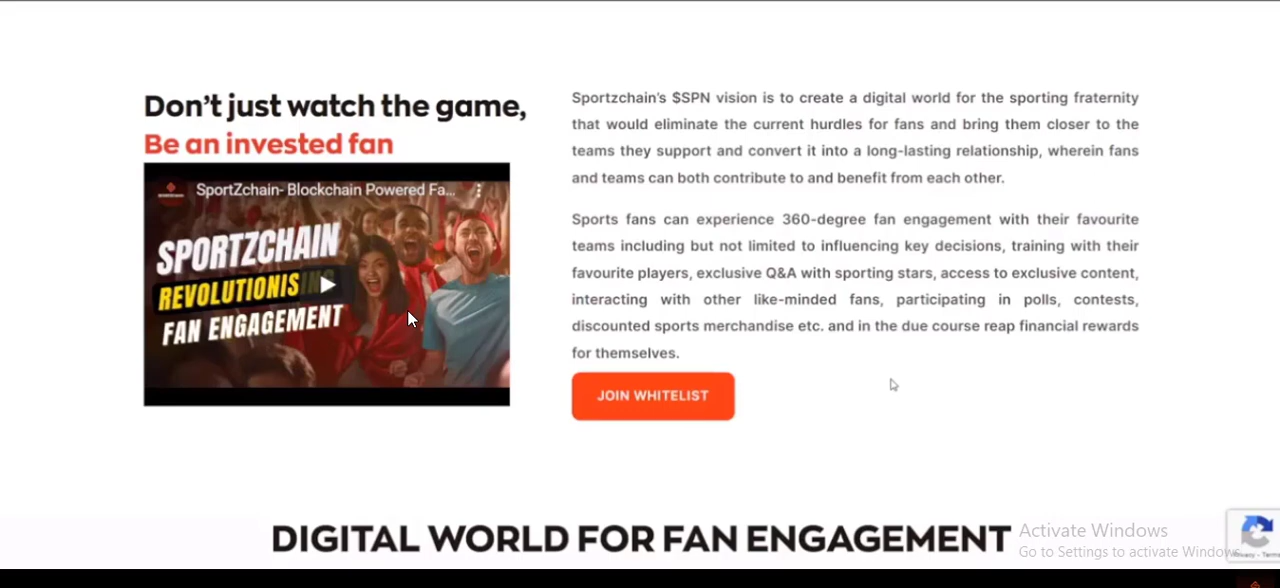 Don't just watch the game,
Be an invested fan
SportZchain- Blockchain Powered Fa...
SPORTZCHAIN
REVOLUTIONIS
FAN ENGAGEMENT
Sportzchain's $SPN vision is to create a digital world for the sporting fraternity
that would eliminate the current hurdles for fans and bring them closer to the
teams they support and convert it into a long-lasting relationship, wherein fans
and teams can both contribute to and benefit from each other.
Sports fans can experience 360-degree fan engagement with their favourite
teams including but not limited to influencing key decisions, training with their
favourite players, exclusive Q&A with sporting stars, access to exclusive content,
interacting with other like-minded fans, participating in polls, contests,
discounted sports merchandise etc. and in the due course reap financial rewards
for themselves.
JOIN WHITELIST
DIGITAL WORLD FOR FAN ENGAGEMENT
Activate Windows
Go to Settings to activate Windows.
Privacy - Terms